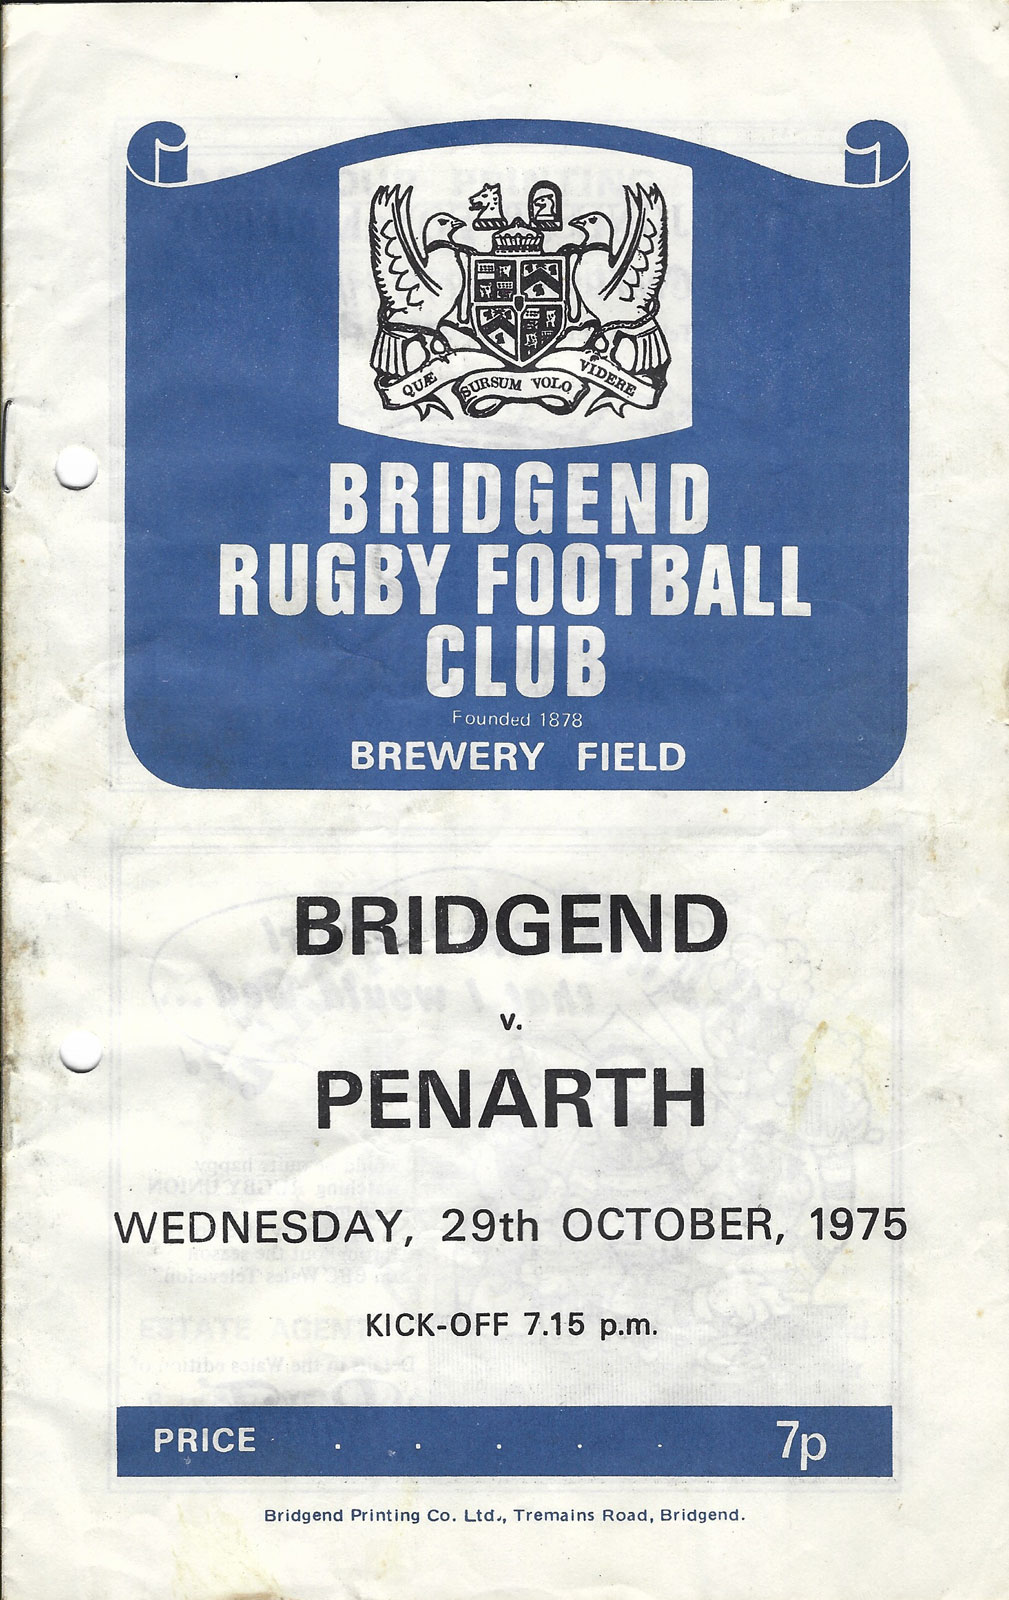 QUÆ SURSUM VOLO VIDERE
BRIDGEND
RUGBY FOOTBALL
CLUB
Founded 1878
BREWERY FIELD
BRIDGEND
v.
PENARTH
WEDNESDAY, 29th OCTOBER, 1975
KICK-OFF 7.15 p.m.
PRICE . . . . . 7p
Bridgend Printing Co. Ltd., Tremains Road, Bridgend.